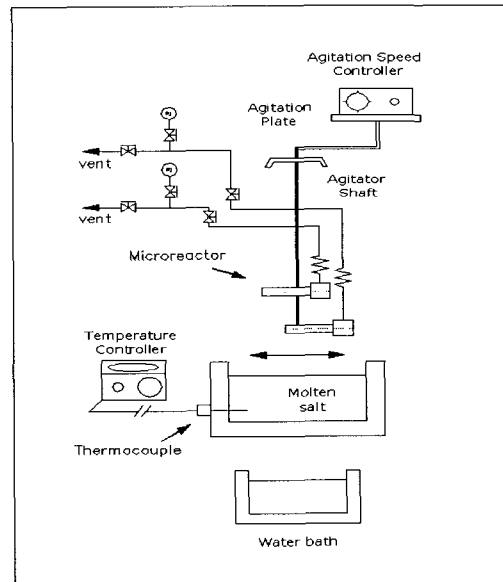 Agitation Speed
Controller
Agitation
Plate
vent
Agitator
Shaft
vent
Microreactor
Temperature
Controller
Molten
salt
Thermocouple
Water bath